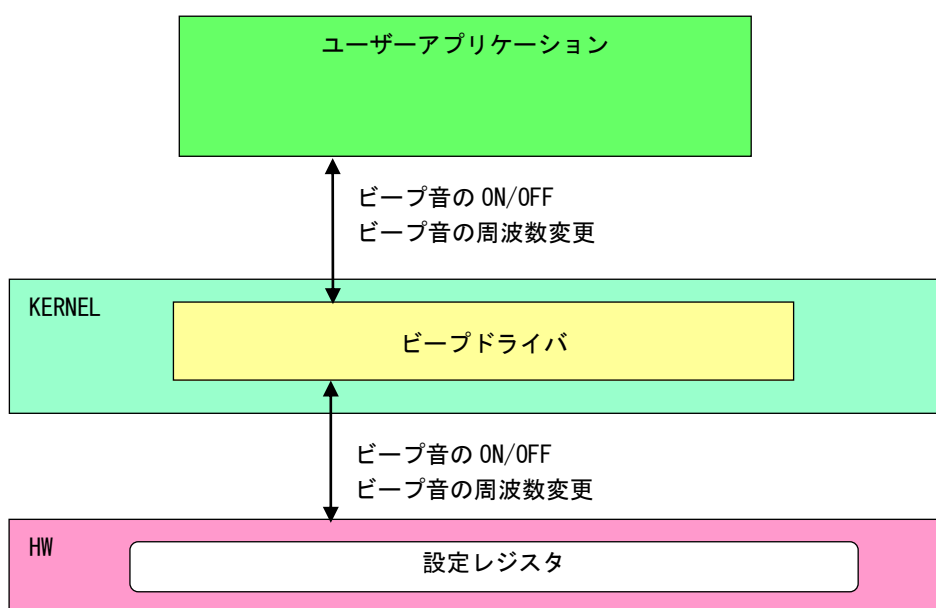 ユーザーアプリケーション
ビープ音の ON/OFF
ビープ音の周波数変更
KERNEL
ビープドライバ
ビープ音の ON/OFF
ビープ音の周波数変更
HW
設定レジスタ